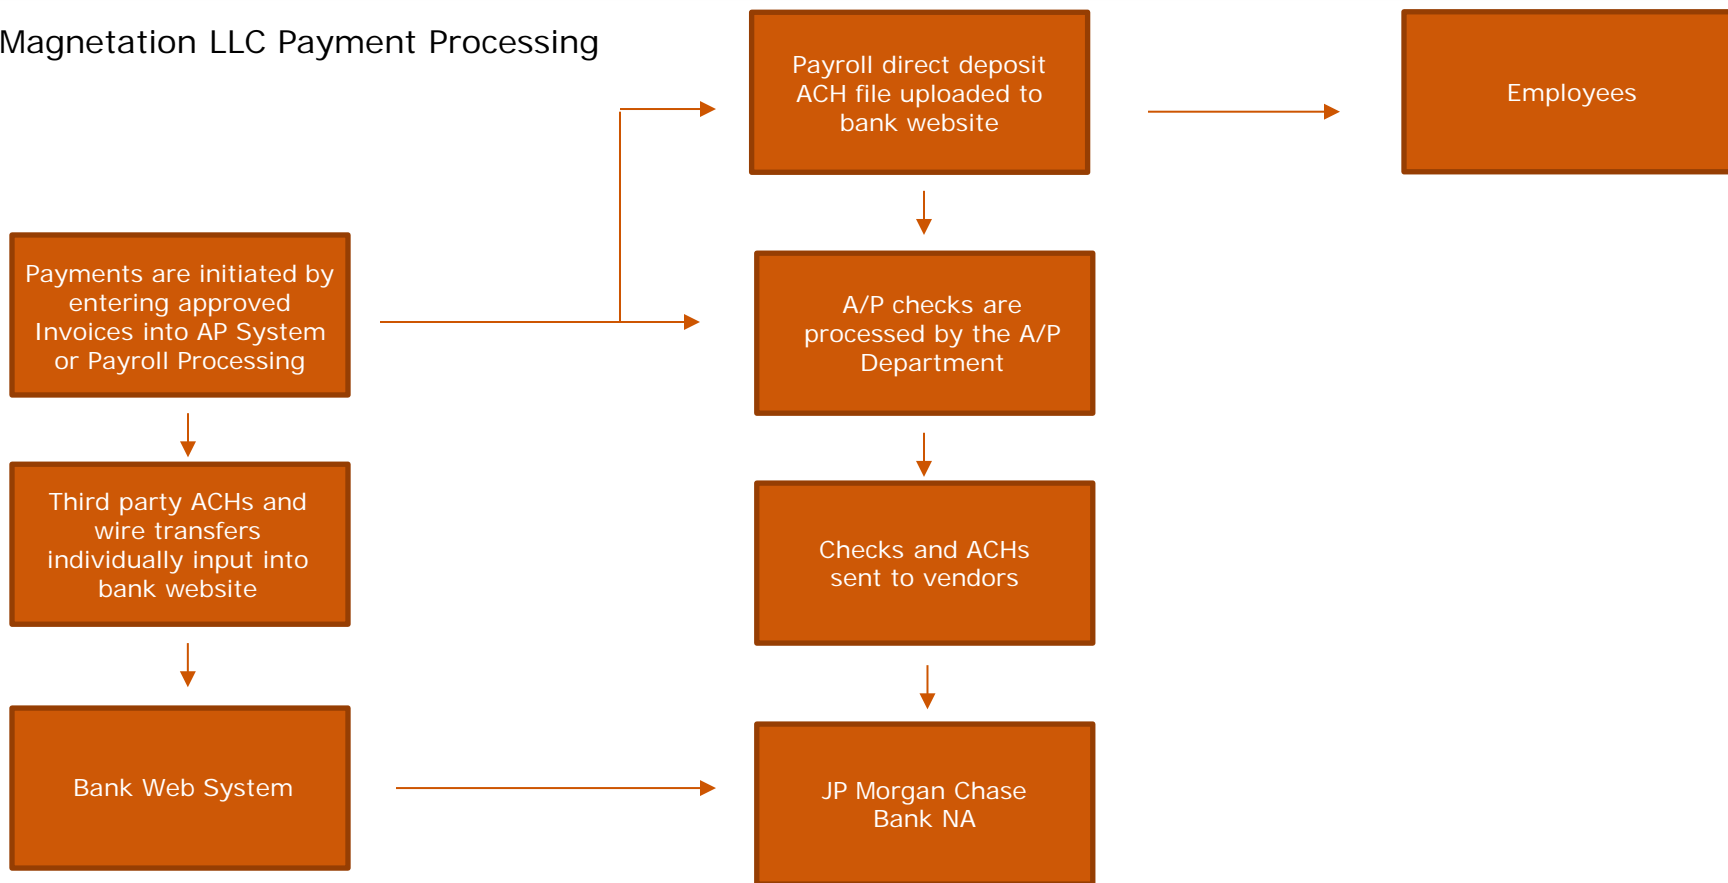 Magnetation LLC Payment Processing
Payroll direct deposit
ACH file uploaded to
bank website
Employees
Payments are initiated by
entering approved
Invoices into AP System
or Payroll Processing
A/P checks are
processed by the A/P
Department
Third party ACHs and
wire transfers
individually input into
bank website
Checks and ACHs
sent to vendors
Bank Web System
JP Morgan Chase
Bank NA